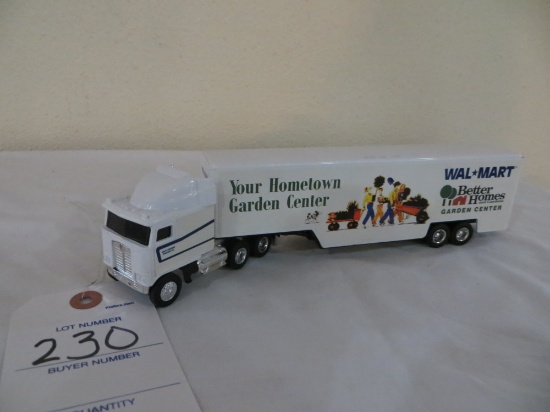 Your Hometown
Garden Center
WAL★MART
Better
Homes
GARDEN CENTER
LOT NUMBER
230
BUYER NUMBER
QUANTITY